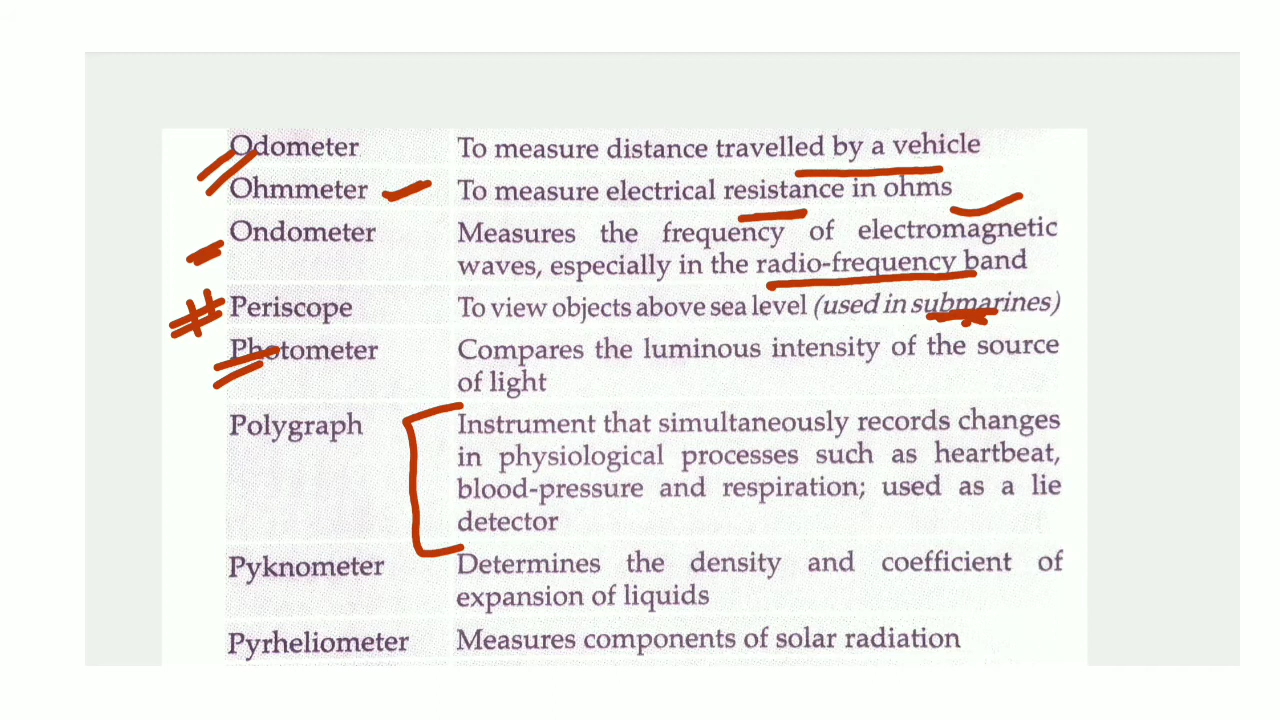 Odometer To measure distance travelled by a vehicle
Ohmmeter To measure electrical resistance in ohms
Ondometer Measures the frequency of electromagnetic
waves, especially in the radio-frequency band
Periscope To view objects above sea level (used in submarines)
Photometer Compares the luminous intensity of the source
of light
Polygraph Instrument that simultaneously records changes
in physiological processes such as heartbeat,
blood-pressure and respiration; used as a lie
detector
Pyknometer Determines the density and coefficient of
expansion of liquids
Pyrheliometer Measures components of solar radiation